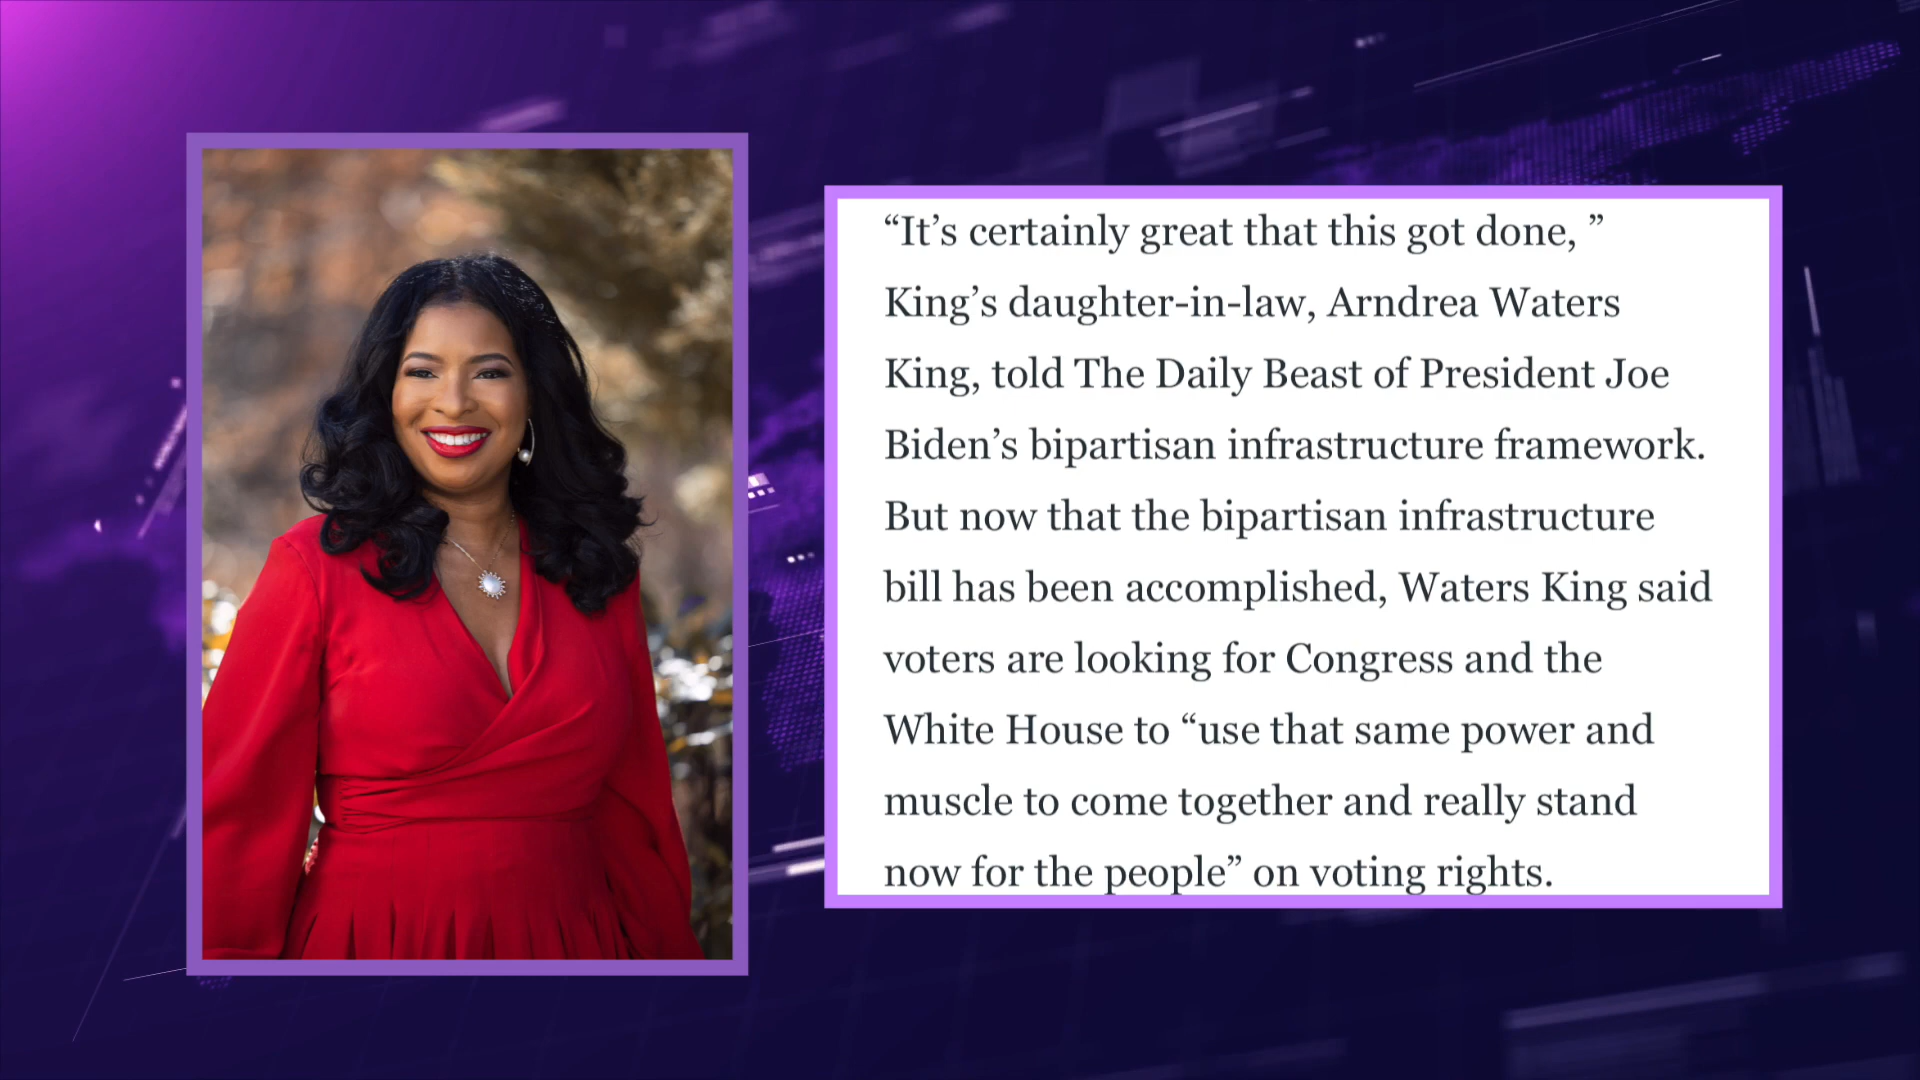 “It’s certainly great that this got done, ”
King’s daughter-in-law, Arndrea Waters
King, told The Daily Beast of President Joe
Biden’s bipartisan infrastructure framework.
But now that the bipartisan infrastructure
bill has been accomplished, Waters King said
voters are looking for Congress and the
White House to “use that same power and
muscle to come together and really stand
now for the people” on voting rights.